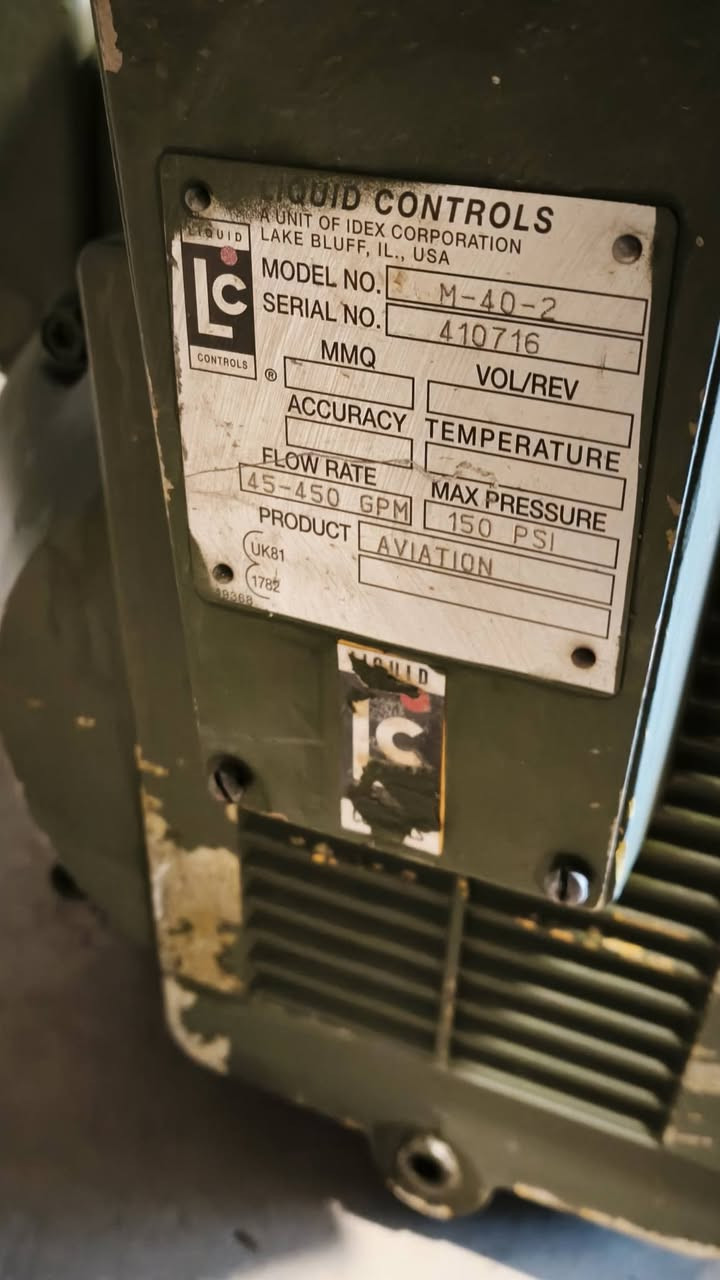 LIQUID CONTROLS
A UNIT OF IDEX CORPORATION
LAKE BLUFF, IL., USA
LIQUID
LC
CONTROLS
®
MODEL NO. M-40-2
SERIAL NO. 410716
MMQ
VOL/REV
ACCURACY
TEMPERATURE
FLOW RATE
45-450 GPM
MAX PRESSURE
150 PSI
PRODUCT AVIATION
UK81
1782
18368
LIQUID
LC